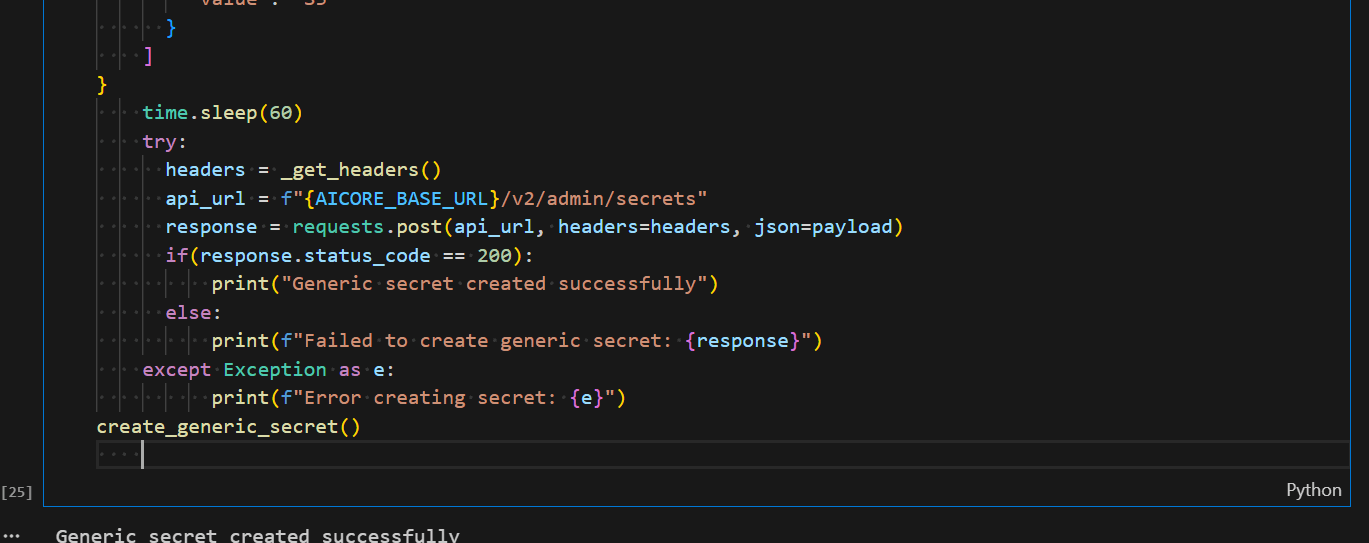 }
    ]
}
    time.sleep(60)
    try:
      headers = _get_headers()
      api_url = f"{AICORE_BASE_URL}/v2/admin/secrets"
      response = requests.post(api_url, headers=headers, json=payload)
      if(response.status_code == 200):
          print("Generic secret created successfully")
      else:
          print(f"Failed to create generic secret: {response}")
    except Exception as e:
          print(f"Error creating secret: {e}")
create_generic_secret()
[25]
Python
... Generic secret created successfully